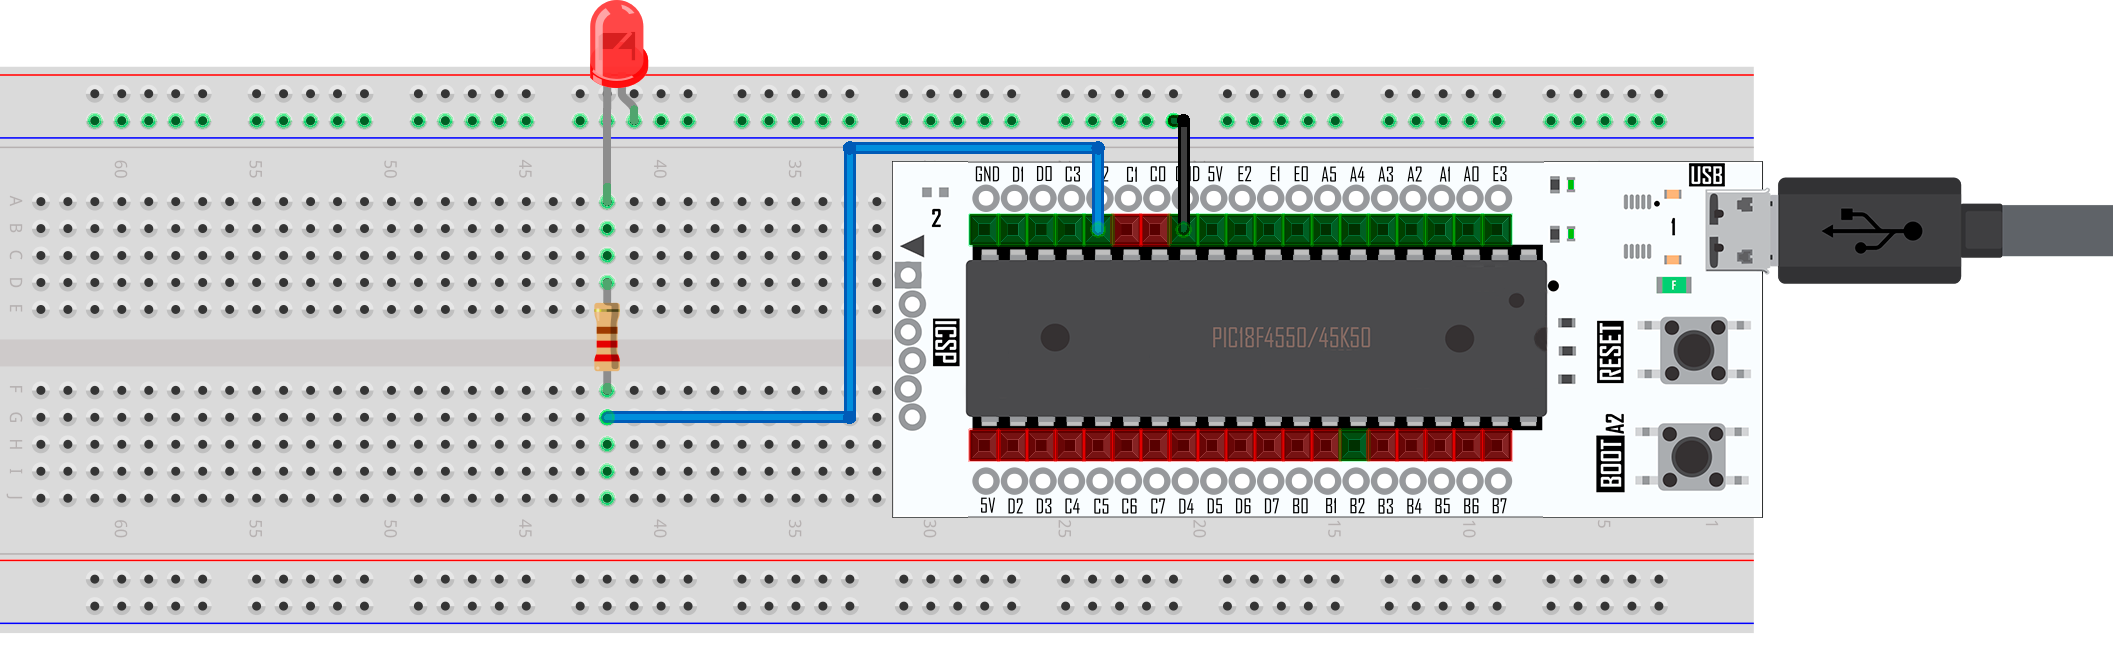 60 55 50 45 40 35
GND D1 D0 C3 2 C1 C0 D 5V E2 E1 E0 A5 A4 A3 A2 A1 A0 E3
USB
A
B
C
D
E
F
G
H
I
J
2
1
ICSP
PIC18F4550/45K50
F
RESET
BOOT A2
5V D2 D3 C4 C5 C6 C7 D4 D5 D6 D7 B0 B1 B2 B3 B4 B5 B6 B7
60 55 50 45 40 35 30 25 20 15 10 5 1